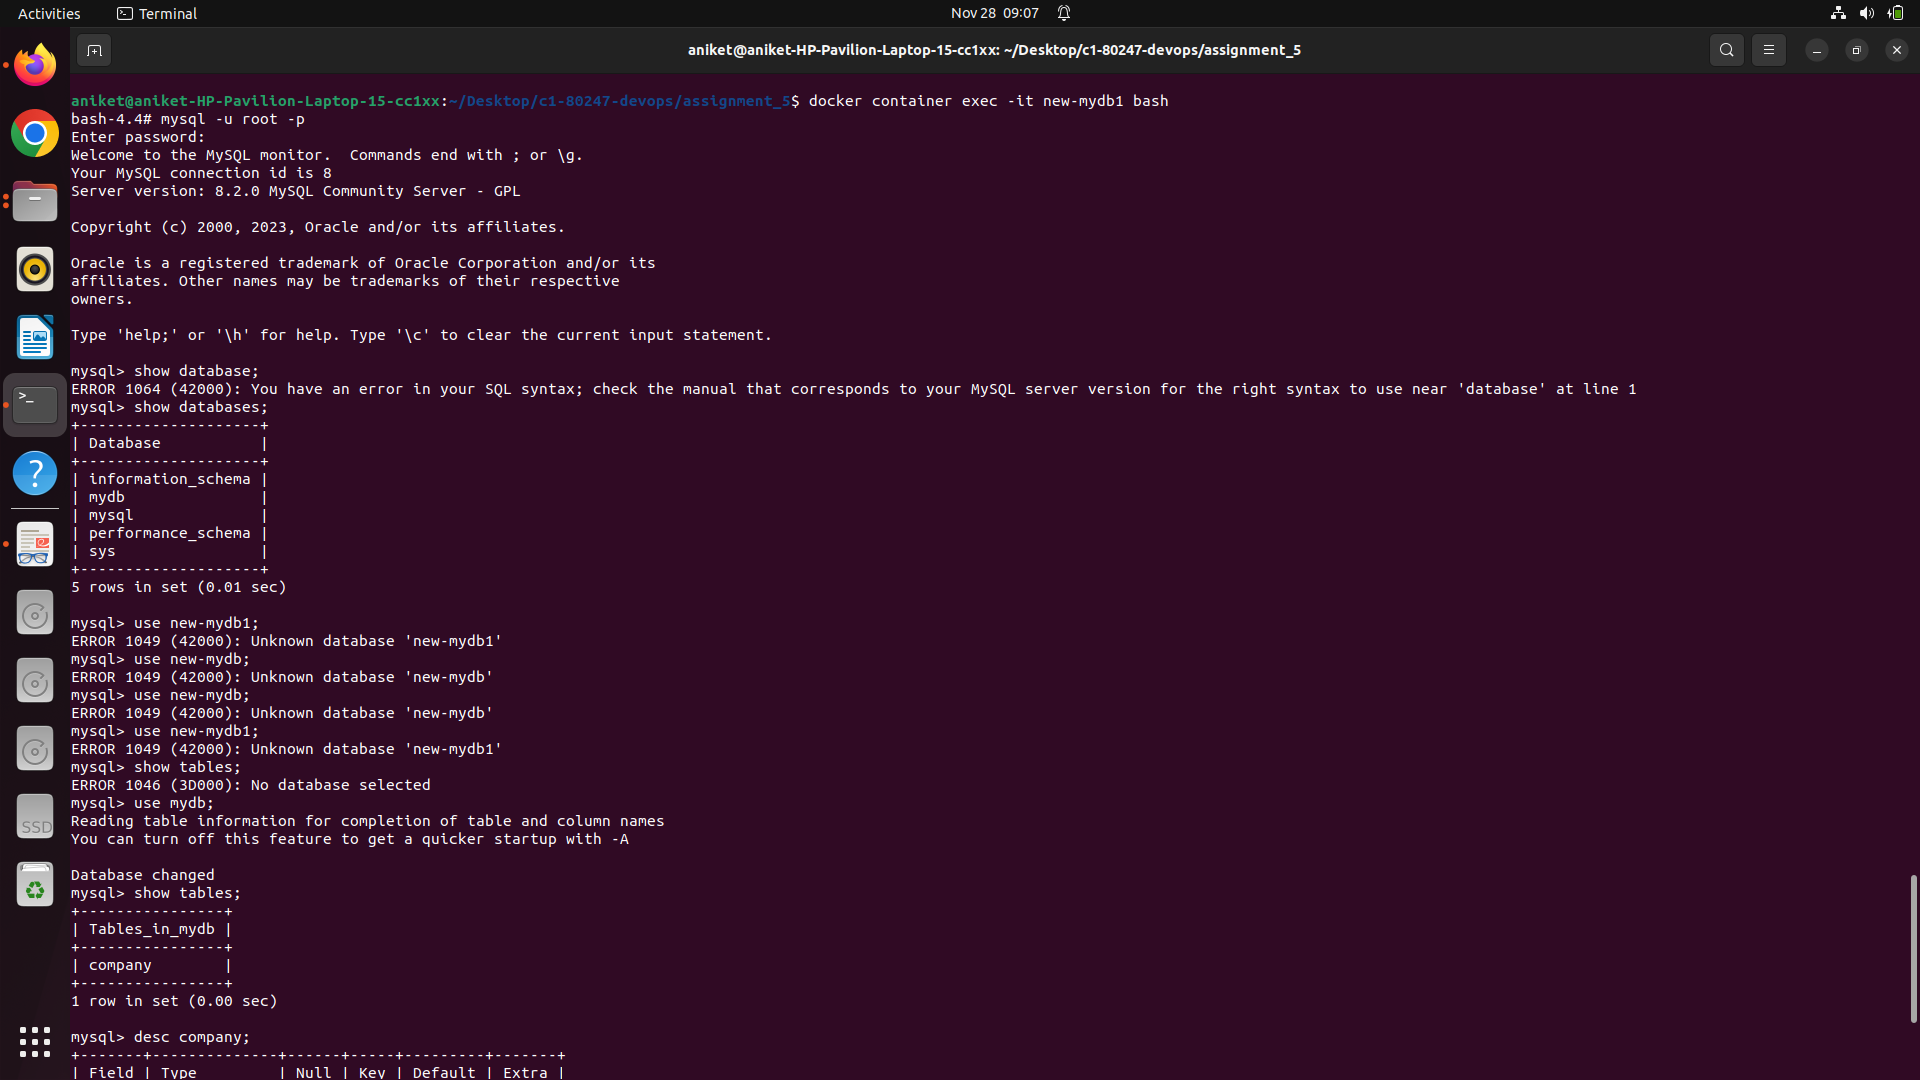 Activities
Terminal
Nov 28 09:07
aniket@aniket-HP-Pavilion-Laptop-15-cc1xx: ~/Desktop/c1-80247-devops/assignment_5
aniket@aniket-HP-Pavilion-Laptop-15-cc1xx:~/Desktop/c1-80247-devops/assignment_5$ docker container exec -it new-mydb1 bash
bash-4.4# mysql -u root -p
Enter password:
Welcome to the MySQL monitor.  Commands end with ; or \g.
Your MySQL connection id is 8
Server version: 8.2.0 MySQL Community Server - GPL
Copyright (c) 2000, 2023, Oracle and/or its affiliates.
Oracle is a registered trademark of Oracle Corporation and/or its
affiliates. Other names may be trademarks of their respective
owners.
Type 'help;' or '\h' for help. Type '\c' to clear the current input statement.
mysql> show database;
ERROR 1064 (42000): You have an error in your SQL syntax; check the manual that corresponds to your MySQL server version for the right syntax to use near 'database' at line 1
mysql> show databases;
+--------------------+
| Database           |
+--------------------+
| information_schema |
| mydb               |
| mysql              |
| performance_schema |
| sys                |
+--------------------+
5 rows in set (0.01 sec)
mysql> use new-mydb1;
ERROR 1049 (42000): Unknown database 'new-mydb1'
mysql> use new-mydb;
ERROR 1049 (42000): Unknown database 'new-mydb'
mysql> use new-mydb;
ERROR 1049 (42000): Unknown database 'new-mydb'
mysql> use new-mydb1;
ERROR 1049 (42000): Unknown database 'new-mydb1'
mysql> show tables;
ERROR 1046 (3D000): No database selected
mysql> use mydb;
Reading table information for completion of table and column names
You can turn off this feature to get a quicker startup with -A
Database changed
mysql> show tables;
+----------------+
| Tables_in_mydb |
+----------------+
| company        |
+----------------+
1 row in set (0.00 sec)
mysql> desc company;
+-------+--------------+------+-----+---------+-------+
| Field | Type         | Null | Key | Default | Extra |
SSD